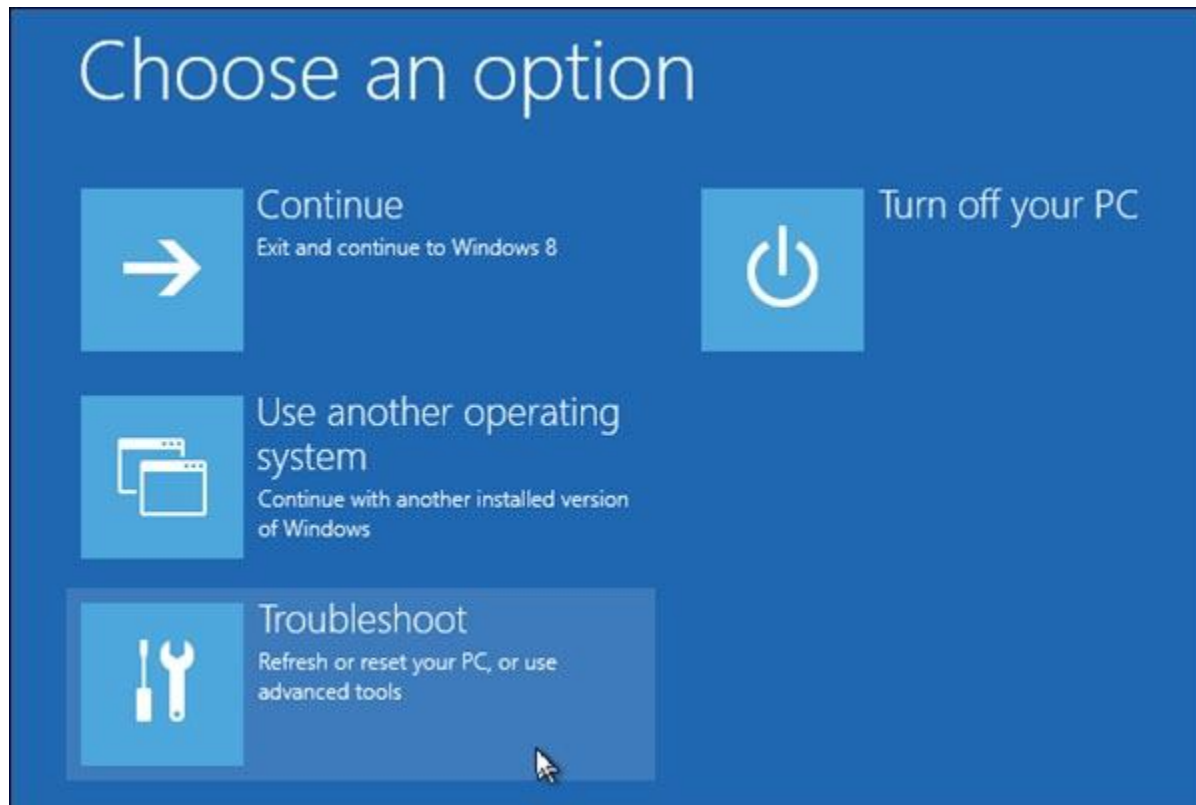 Choose an option
Continue
Exit and continue to Windows 8
Turn off your PC
Use another operating
system
Continue with another installed version
of Windows
Troubleshoot
Refresh or reset your PC, or use
advanced tools